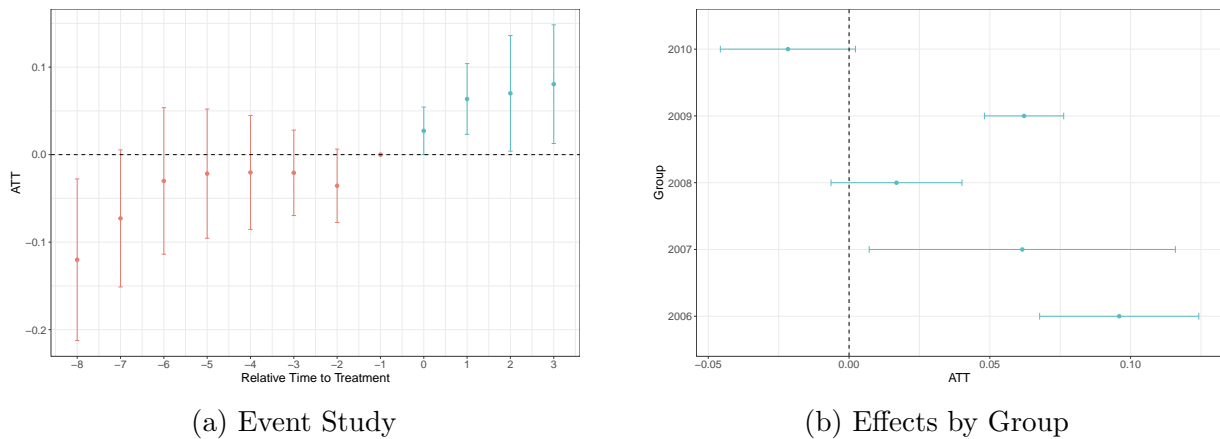 0.1
0.0
−0.1
−0.2
ATT
−8 −7 −6 −5 −4 −3 −2 −1 0 1 2 3
Relative Time to Treatment
(a) Event Study
2010
2009
2008
2007
2006
Group
−0.05 0.00 0.05 0.10
ATT
(b) Effects by Group